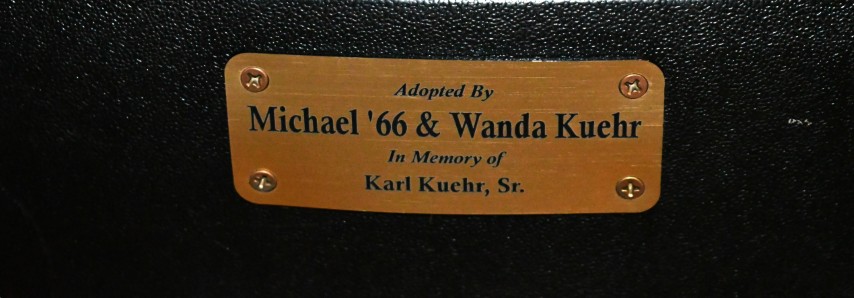 Adopted By
Michael '66 & Wanda Kuehr
In Memory of
Karl Kuehr, Sr.